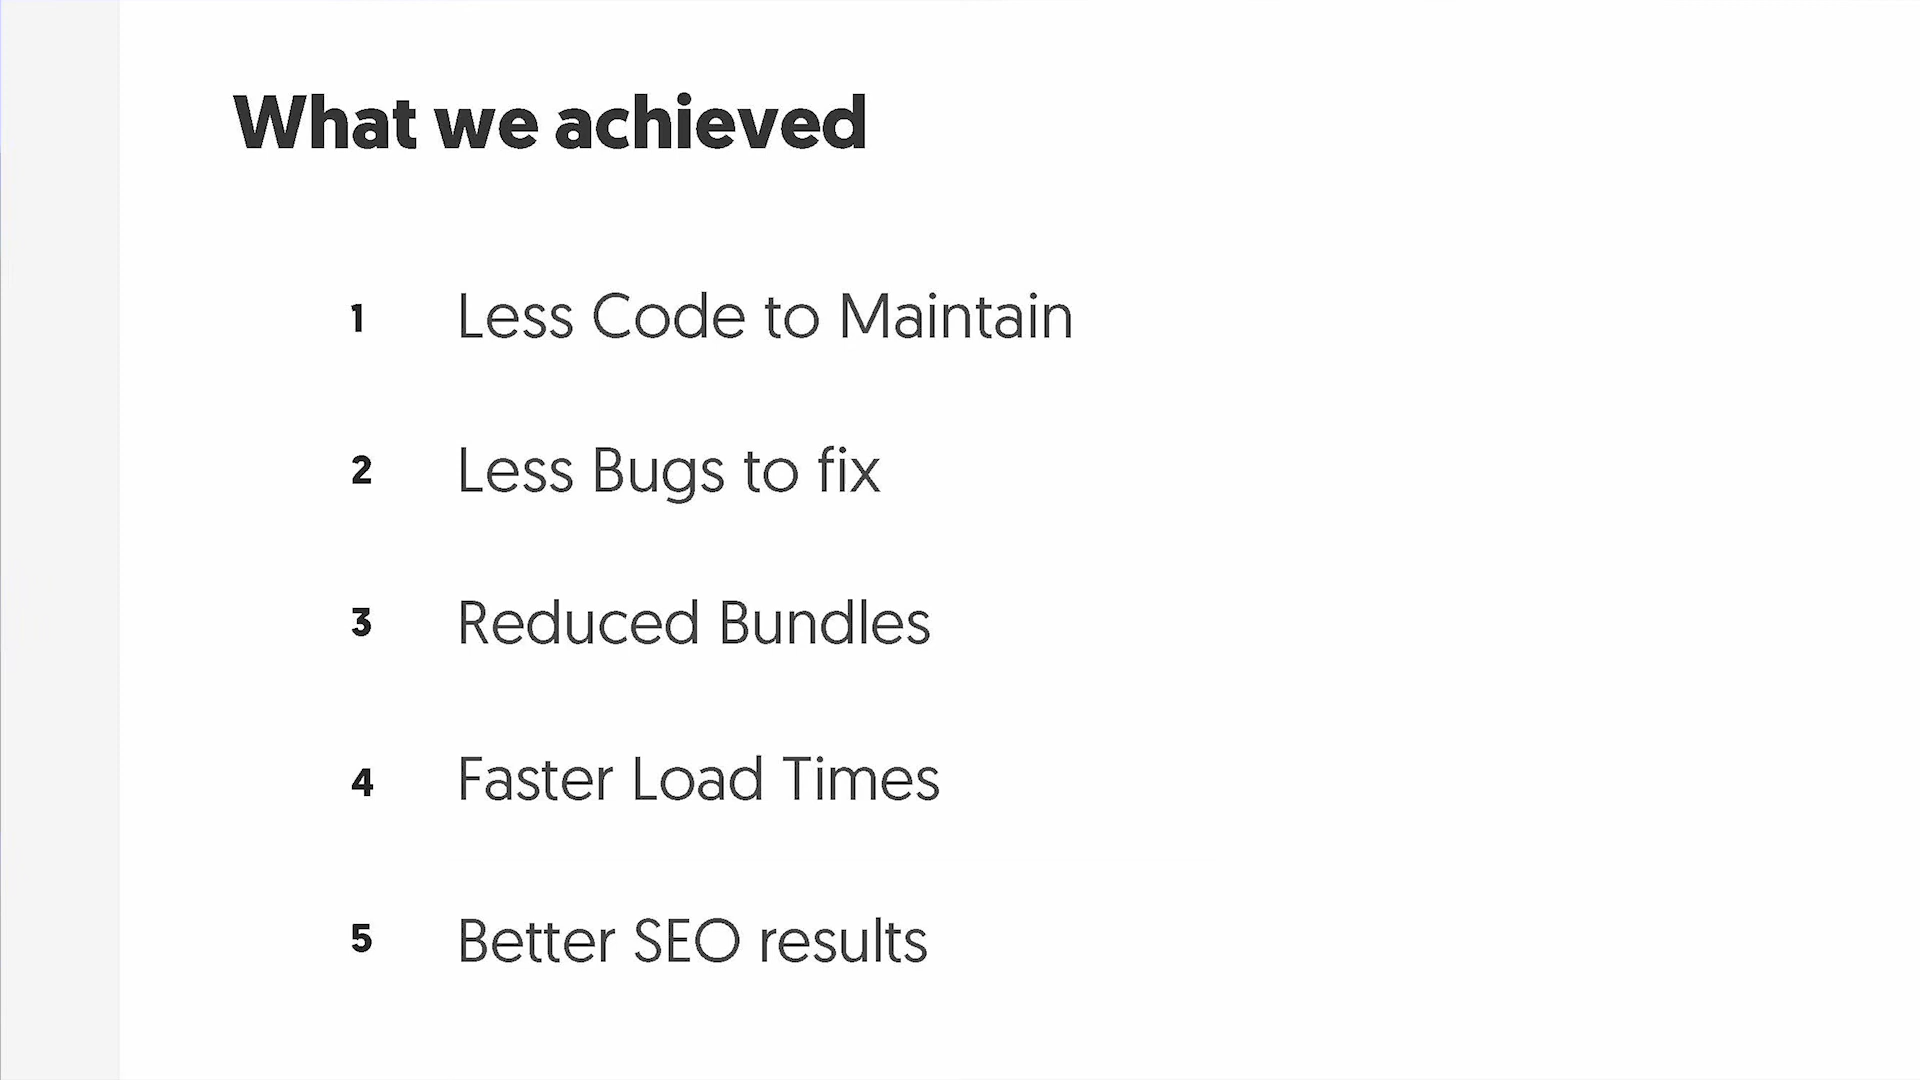 What we achieved
1 Less Code to Maintain
2 Less Bugs to fix
3 Reduced Bundles
4 Faster Load Times
5 Better SEO results